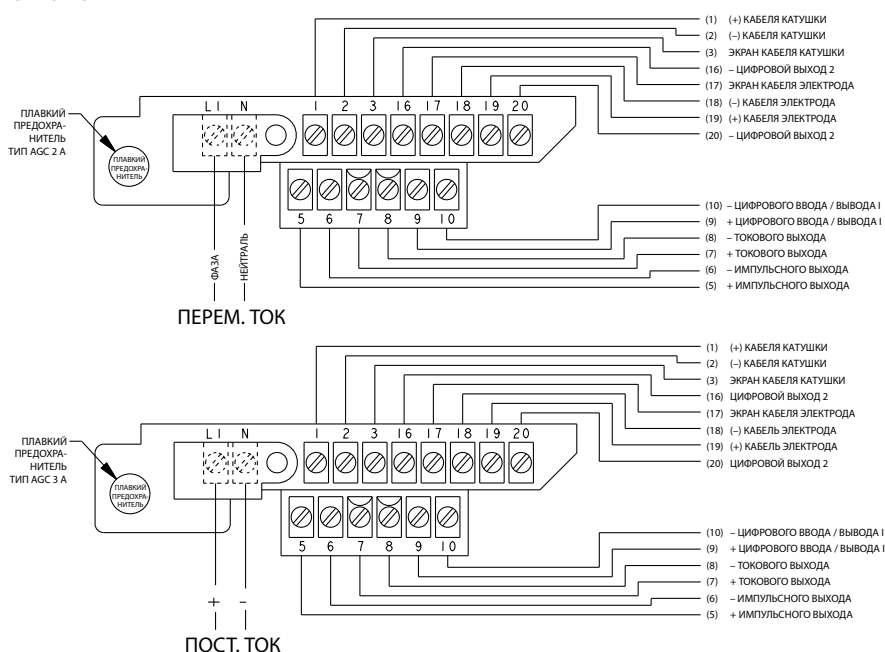 (1) (+) КАБЕЛЯ КАТУШКИ
(2) (–) КАБЕЛЯ КАТУШКИ
(3) ЭКРАН КАБЕЛЯ КАТУШКИ
(16) – ЦИФРОВОЙ ВЫХОД 2
(17) ЭКРАН КАБЕЛЯ ЭЛЕКТРОДА
(18) (–) КАБЕЛЯ ЭЛЕКТРОДА
(19) (+) КАБЕЛЯ ЭЛЕКТРОДА
(20) – ЦИФРОВОЙ ВЫХОД 2
L1 N 1 2 3 16 17 18 19 20
ПЛАВКИЙ
ПРЕДОХРА-
НИТЕЛЬ
ТИП AGC 2 A
ПЛАВКИЙ
ПРЕДОХРА-
НИТЕЛЬ
5 6 7 8 9 10
(10) – ЦИФРОВОГО ВВОДА / ВЫВОДА I
(9) + ЦИФРОВОГО ВВОДА / ВЫВОДА I
(8) – ТОКОВОГО ВЫХОДА
(7) + ТОКОВОГО ВЫХОДА
(6) – ИМПУЛЬСНОГО ВЫХОДА
(5) + ИМПУЛЬСНОГО ВЫХОДА
ФАЗА
НЕЙТРАЛЬ
ПЕРЕМ. ТОК
(1) (+) КАБЕЛЯ КАТУШКИ
(2) (–) КАБЕЛЯ КАТУШКИ
(3) ЭКРАН КАБЕЛЯ КАТУШКИ
(16) ЦИФРОВОЙ ВЫХОД 2
(17) ЭКРАН КАБЕЛЯ ЭЛЕКТРОДА
(18) (–) КАБЕЛЬ ЭЛЕКТРОДА
(19) (+) КАБЕЛЬ ЭЛЕКТРОДА
(20) ЦИФРОВОЙ ВЫХОД 2
L1 N 1 2 3 16 17 18 19 20
ПЛАВКИЙ
ПРЕДОХРА-
НИТЕЛЬ
ТИП AGC 3 A
ПЛАВКИЙ
ПРЕДОХРА-
НИТЕЛЬ
5 6 7 8 9 10
(10) – ЦИФРОВОГО ВВОДА / ВЫВОДА I
(9) + ЦИФРОВОГО ВВОДА / ВЫВОДА I
(8) – ТОКОВОГО ВЫХОДА
(7) + ТОКОВОГО ВЫХОДА
(6) – ИМПУЛЬСНОГО ВЫХОДА
(5) + ИМПУЛЬСНОГО ВЫХОДА
+ –
ПОСТ. ТОК